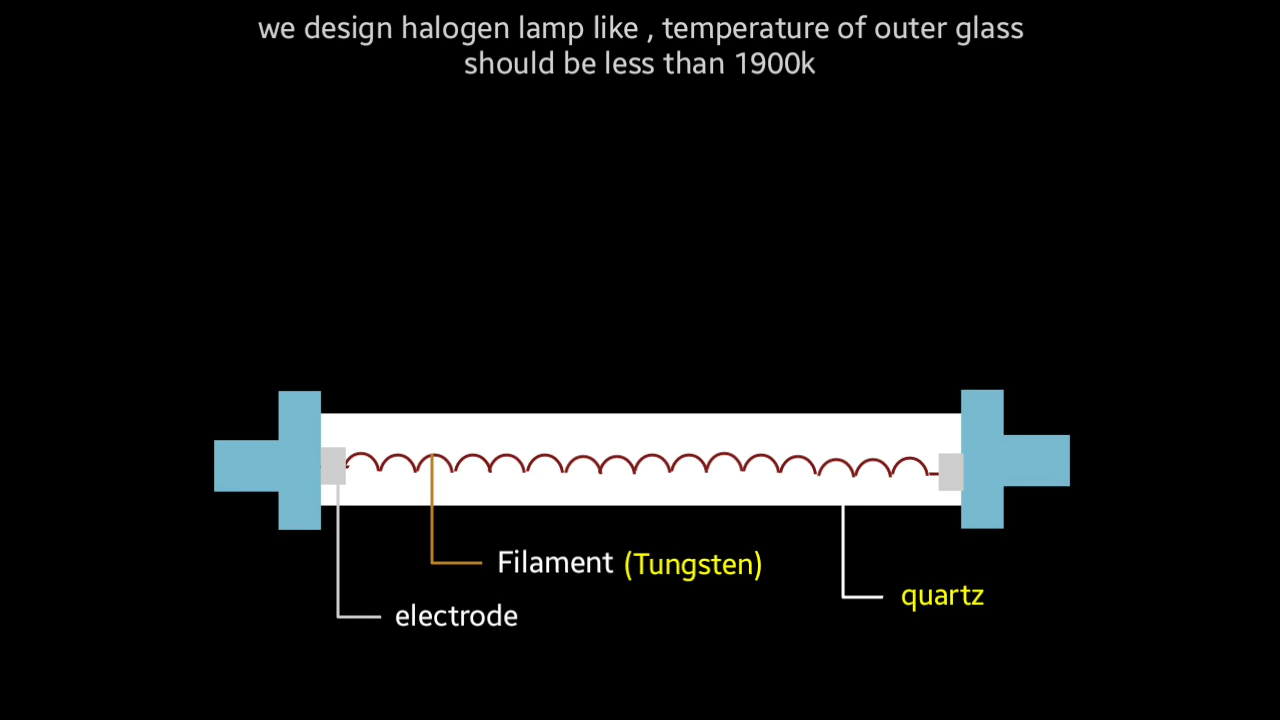 we design halogen lamp like , temperature of outer glass
should be less than 1900k
Filament (Tungsten)
quartz
electrode